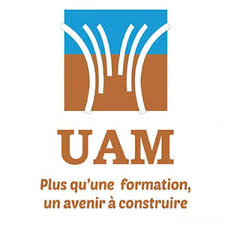 UAM
Plus qu'une formation,
un avenir à construire